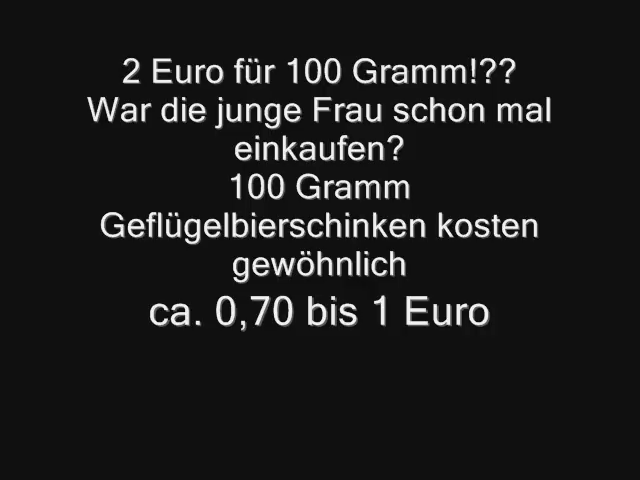 2 Euro für 100 Gramm!??
War die junge Frau schon mal
einkaufen?
100 Gramm
Geflügelbierschinken kosten
gewöhnlich
ca. 0,70 bis 1 Euro